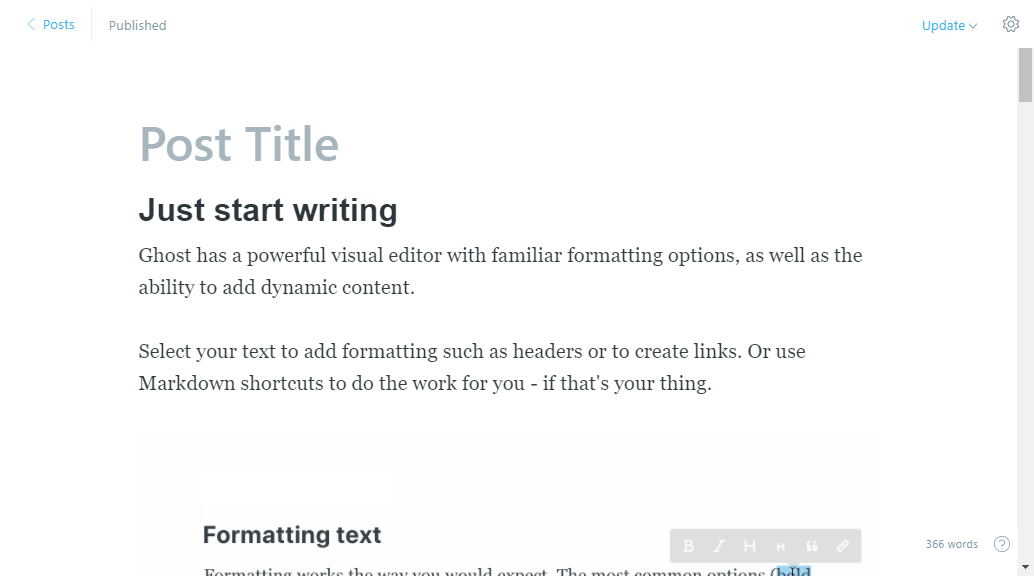 Posts
Published
Update
Post Title
Just start writing
Ghost has a powerful visual editor with familiar formatting options, as well as the
ability to add dynamic content.
Select your text to add formatting such as headers or to create links. Or use
Markdown shortcuts to do the work for you - if that's your thing.
Formatting text
B I H H
366 words
Formatting works the way you would expect. The most common options (bold